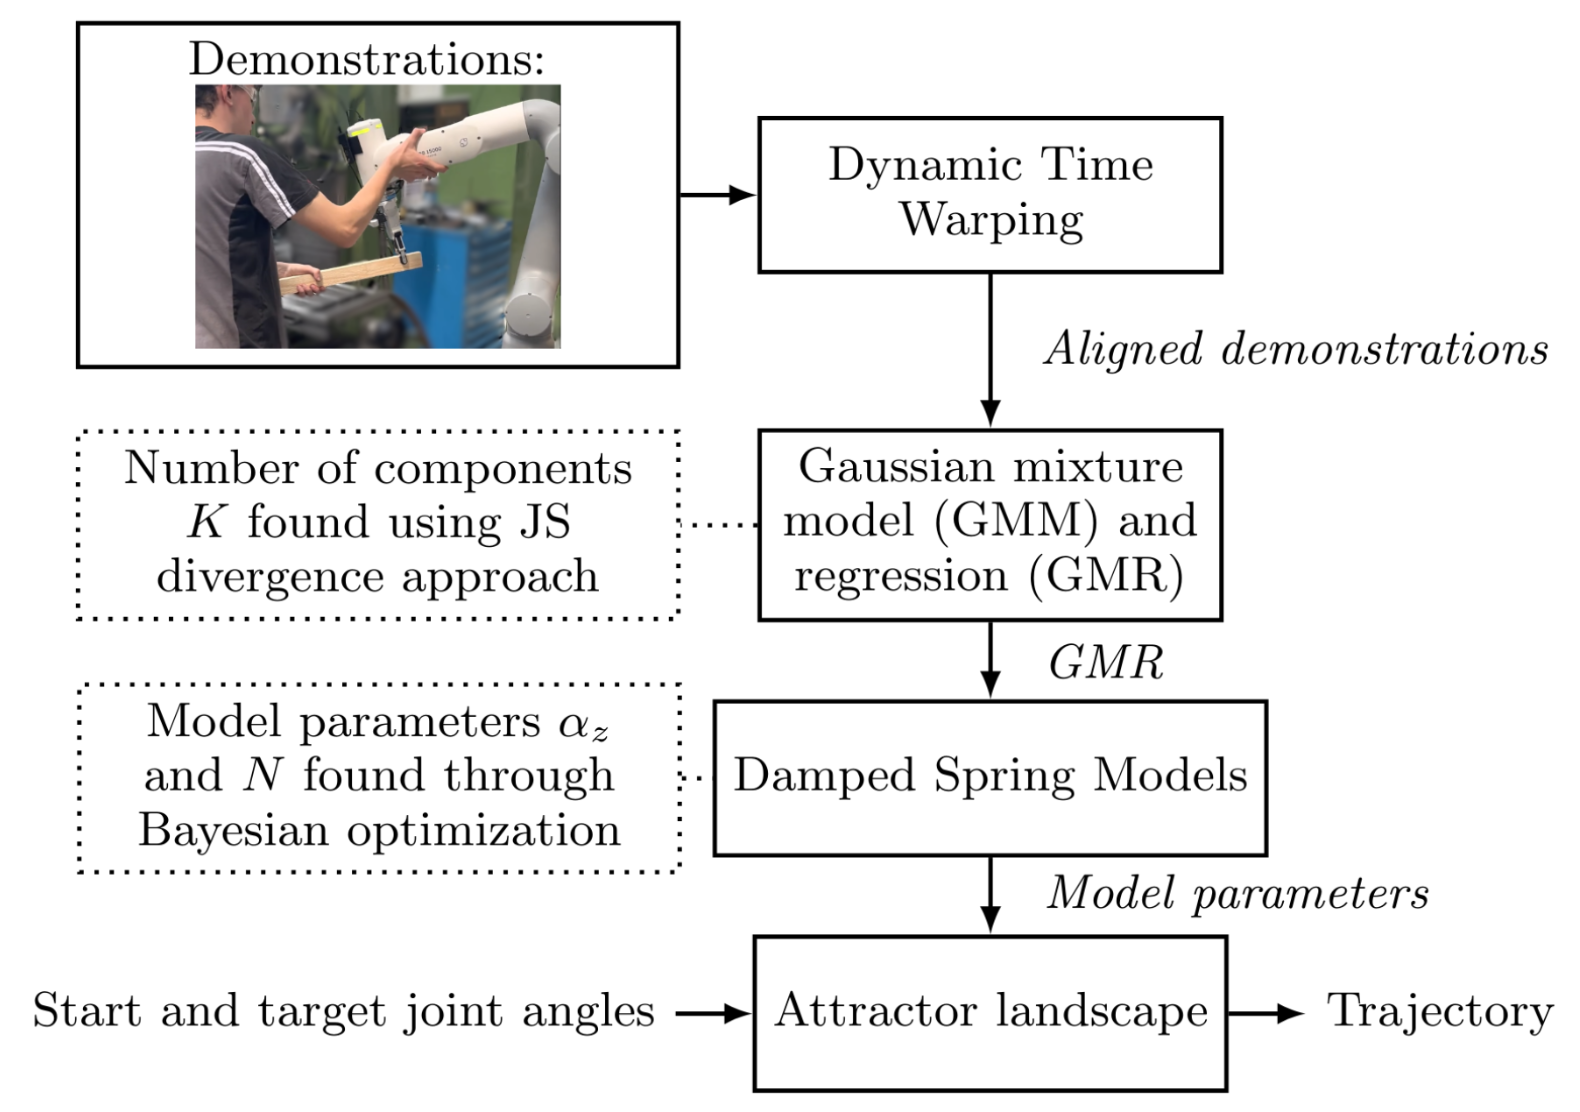 Demonstrations:
Dynamic Time
Warping
Aligned demonstrations
Number of components
K found using JS
divergence approach
Gaussian mixture
model (GMM) and
regression (GMR)
GMR
Model parameters α_z
and N found through
Bayesian optimization
Damped Spring Models
Model parameters
Start and target joint angles
Attractor landscape
Trajectory